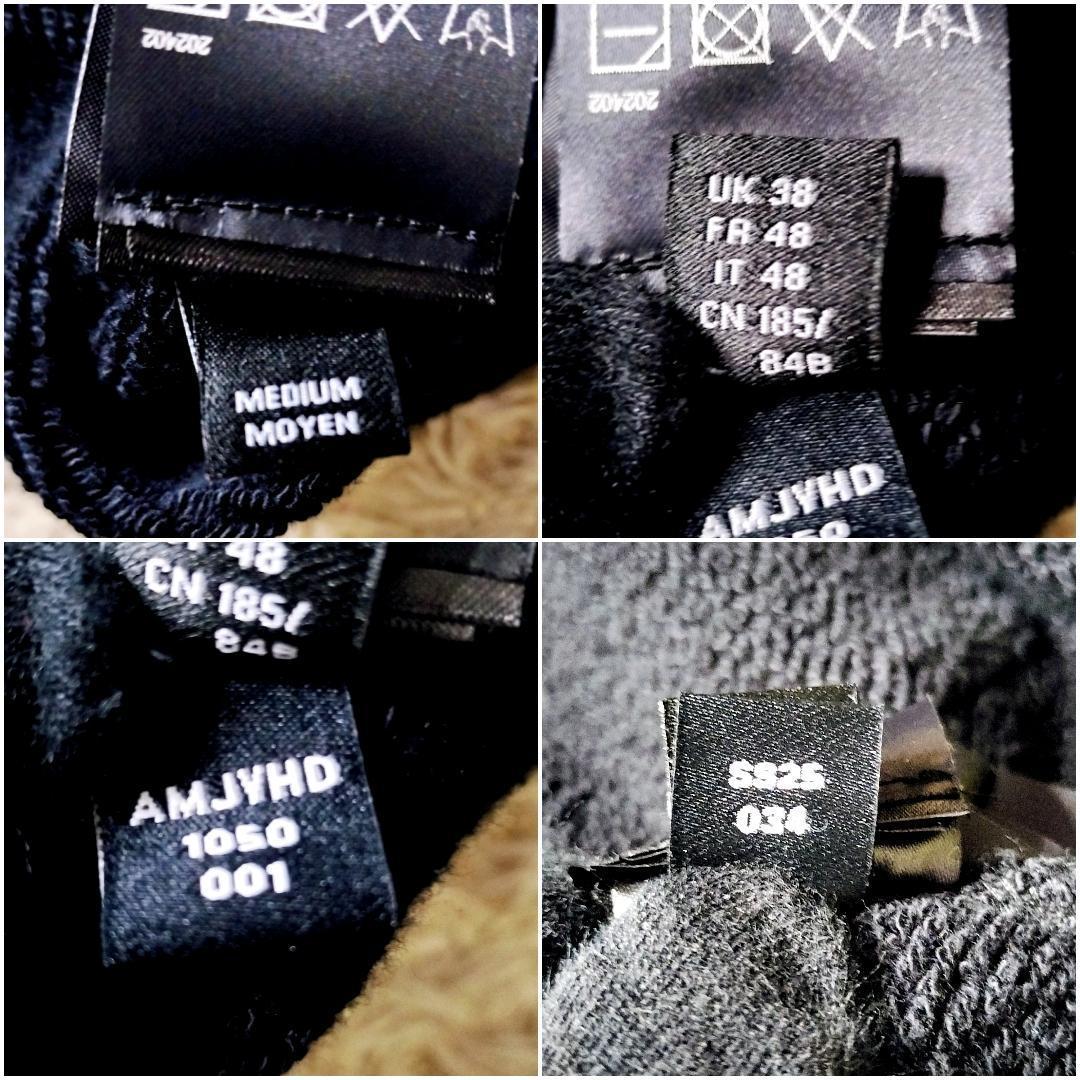 202402
MEDIUM
MOYEN
202402
UK 38
FR 48
IT 48
CN 185/
84B
AMJYHD
48
CN 185/
84B
AMJYHD
1050
001
SS25
034